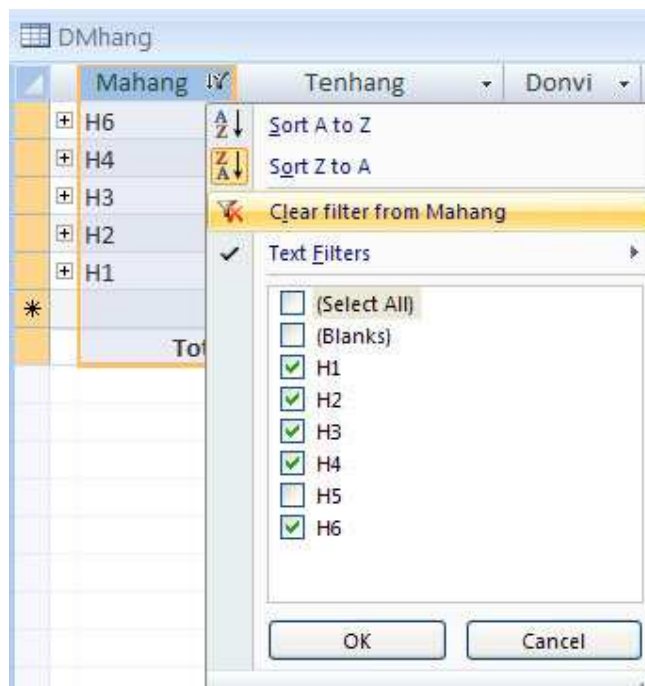 DMhang
Mahang Tenhang Donvi
H6
H4
H3
H2
H1
Sort A to Z
Sort Z to A
Clear filter from Mahang
Text Filters
(Select All)
(Blanks)
H1
H2
H3
H4
H5
H6
OK Cancel